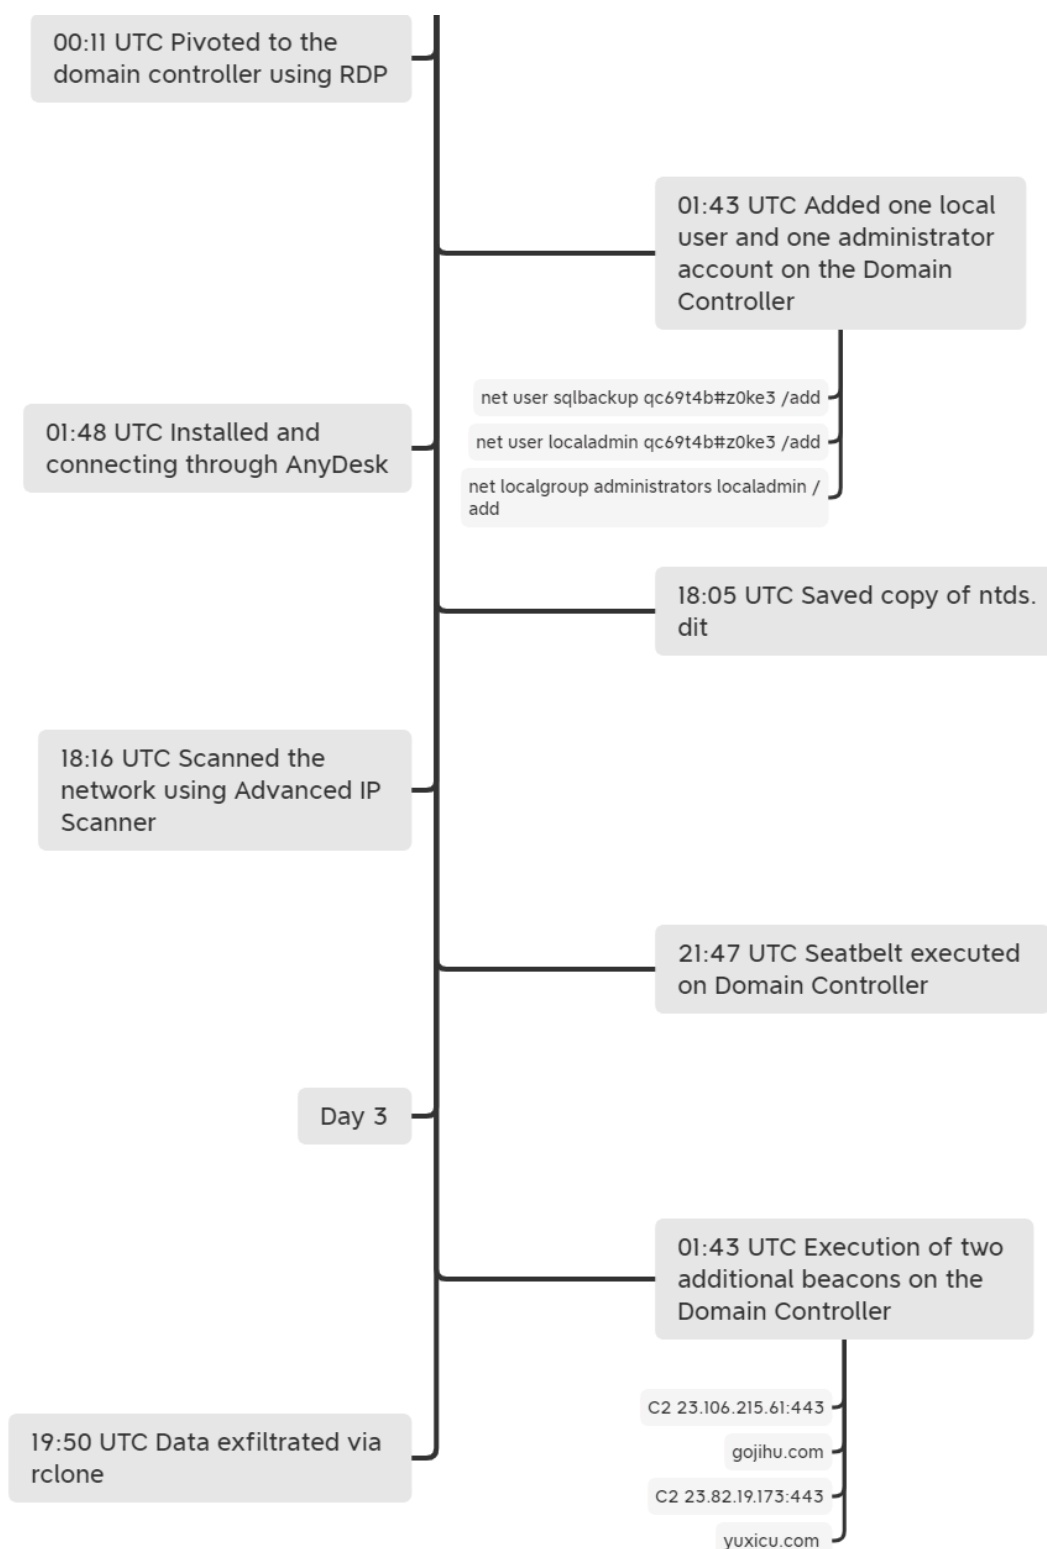 00:11 UTC Pivoted to the
domain controller using RDP
01:43 UTC Added one local
user and one administrator
account on the Domain
Controller
net user sqlbackup qc69t4b#z0ke3 /add
net user localadmin qc69t4b#z0ke3 /add
net localgroup administrators localadmin /
add
01:48 UTC Installed and
connecting through AnyDesk
18:05 UTC Saved copy of ntds.
dit
18:16 UTC Scanned the
network using Advanced IP
Scanner
21:47 UTC Seatbelt executed
on Domain Controller
Day 3
01:43 UTC Execution of two
additional beacons on the
Domain Controller
C2 23.106.215.61:443
gojihu.com
C2 23.82.19.173:443
yuxicu.com
19:50 UTC Data exfiltrated via
rclone